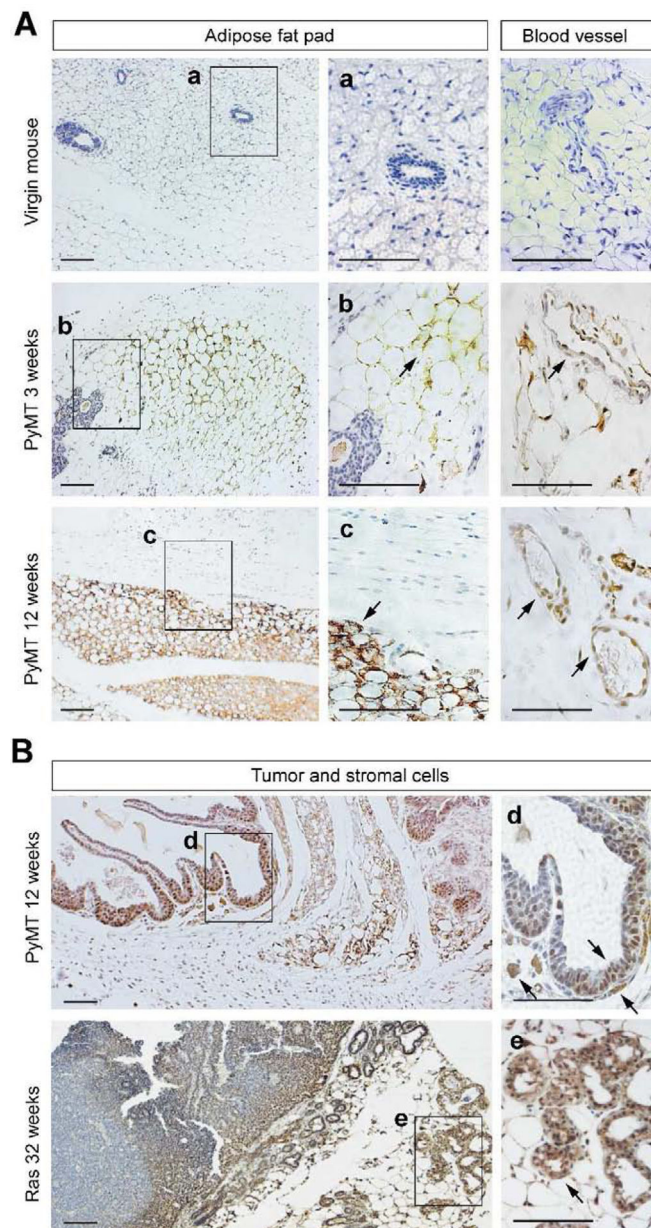 A
Adipose fat pad
Blood vessel
Virgin mouse
a
a
PyMT 3 weeks
b
b
PyMT 12 weeks
c
c
B
Tumor and stromal cells
PyMT 12 weeks
d
d
Ras 32 weeks
e
e